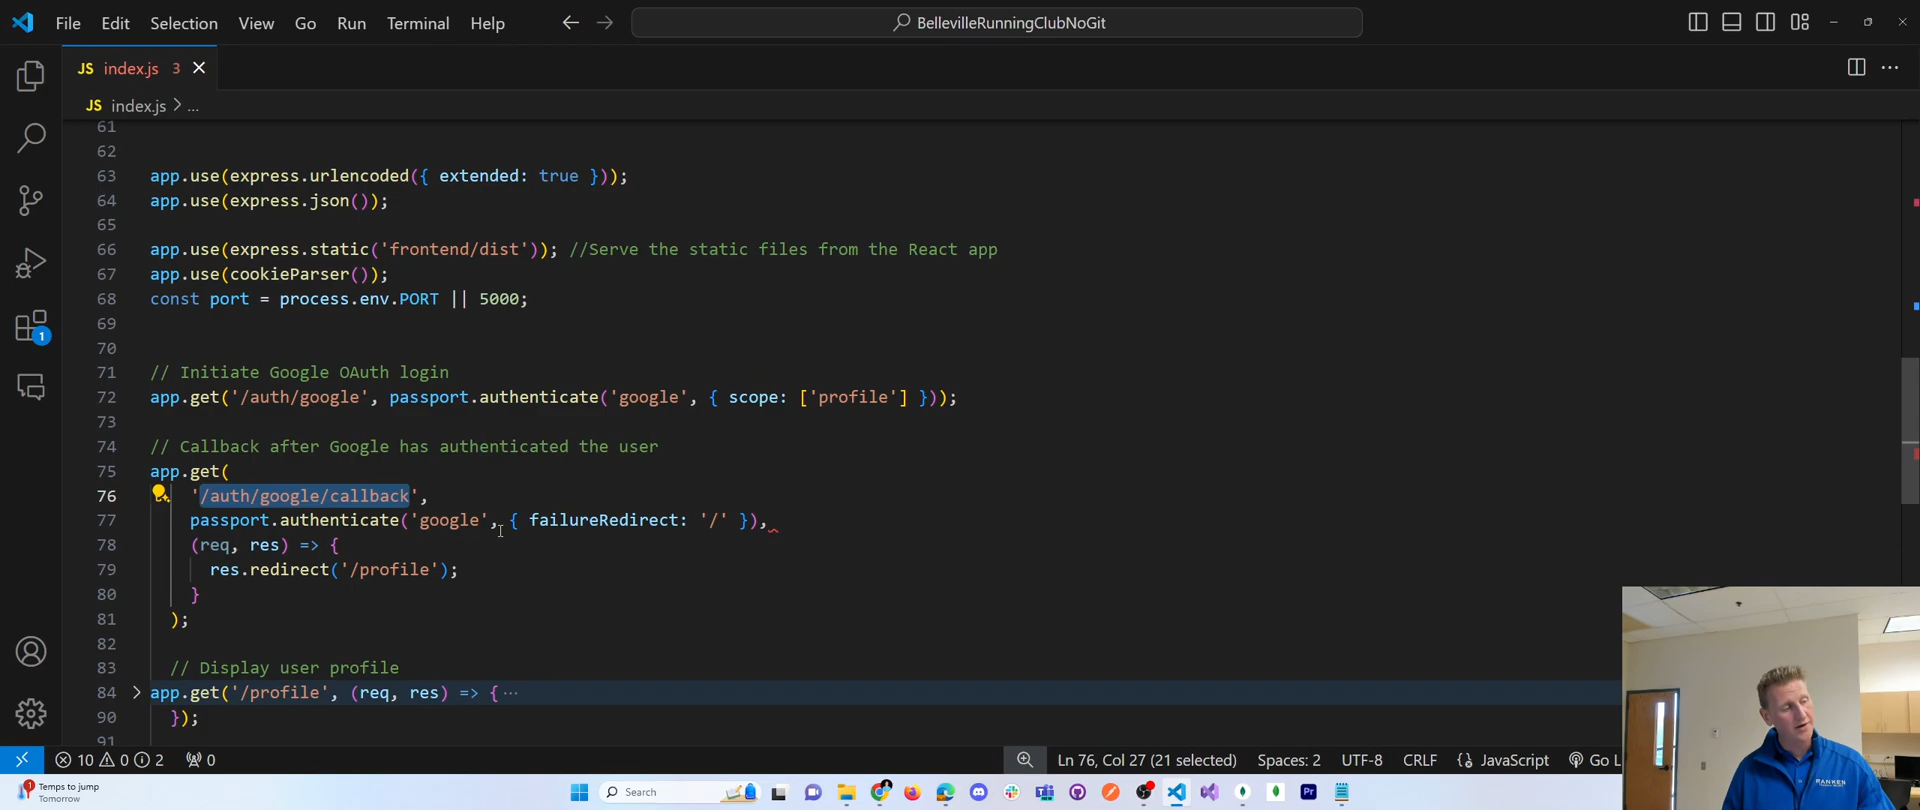 File Edit Selection View Go Run Terminal Help
BellevilleRunningClubNoGit
JS index.js 3
JS index.js > ...
61
62
63 app.use(express.urlencoded({ extended: true }));
64 app.use(express.json());
65
66 app.use(express.static('frontend/dist')); //Serve the static files from the React app
67 app.use(cookieParser());
68 const port = process.env.PORT || 5000;
69
70
71 // Initiate Google OAuth login
72 app.get('/auth/google', passport.authenticate('google', { scope: ['profile'] }));
73
74 // Callback after Google has authenticated the user
75 app.get(
76 '/auth/google/callback',
77 passport.authenticate('google', { failureRedirect: '/' }),
78 (req, res) => {
79 res.redirect('/profile');
80 }
81 );
82
83 // Display user profile
84 app.get('/profile', (req, res) => { ...
90 });
91
1
10 0 2 0 Ln 76, Col 27 (21 selected) Spaces: 2 UTF-8 CRLF {} JavaScript Go L
1 Temps to jump
Tomorrow
Search
RANKEN